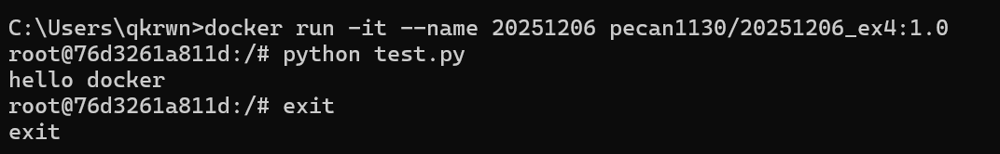 C:\Users\qkrwn>docker run -it --name 20251206 pecan1130/20251206_ex4:1.0
root@76d3261a811d:/# python test.py
hello docker
root@76d3261a811d:/# exit
exit